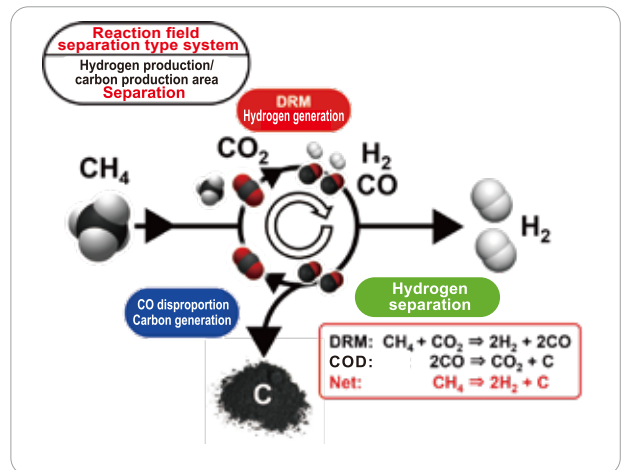 Reaction field
separation type system
Hydrogen production/
carbon production area
Separation
DRM
Hydrogen generation
CH₄
CO₂
H₂
CO
H₂
CO disproportion
Carbon generation
Hydrogen
separation
C
DRM: CH₄ + CO₂ ⇒ 2H₂ + 2CO
COD: 2CO ⇒ CO₂ + C
Net: CH₄ ⇒ 2H₂ + C